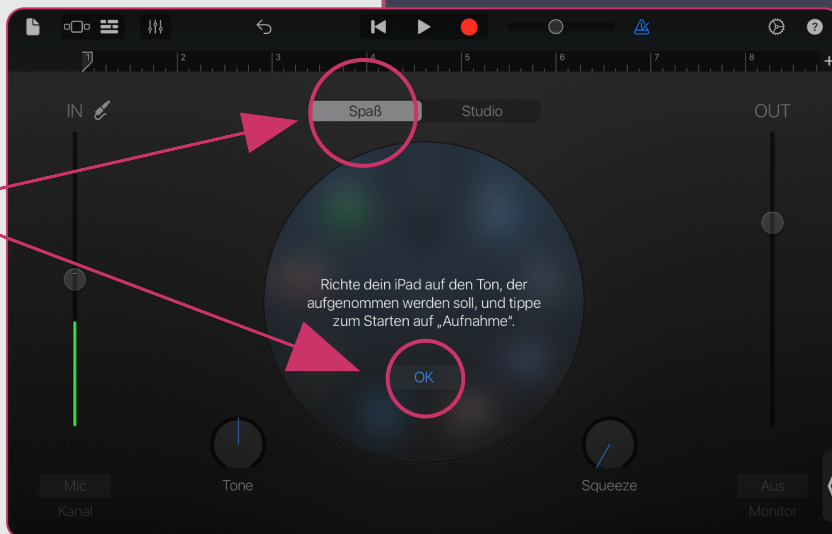 ?
1 2 3 4 5 6 7 8 +
IN Spaß Studio OUT
Richte dein iPad auf den Ton, der
aufgenommen werden soll, und tippe
zum Starten auf „Aufnahme“.
OK
Mic Tone Squeeze Aus
Kanal Monitor